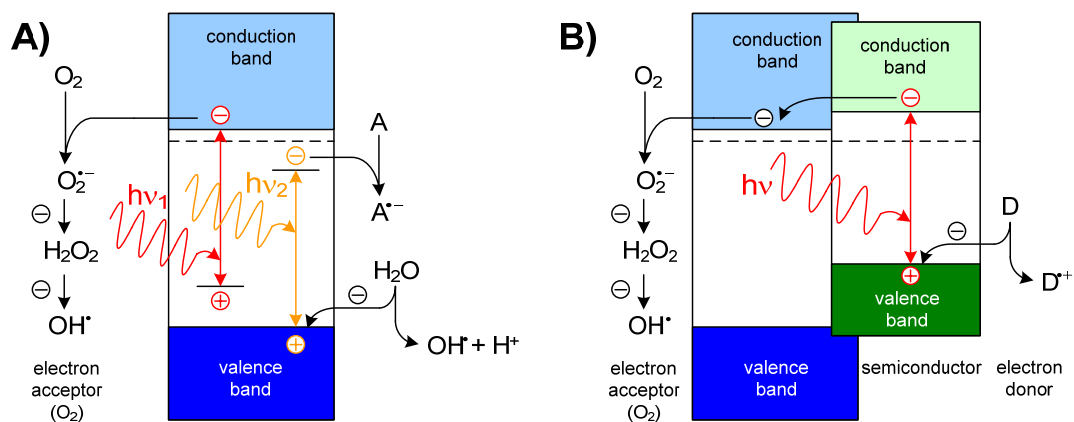 A)
conduction
band
O₂
O₂•−
H₂O₂
OH•
electron
acceptor
(O₂)
hν₁
hν₂
A
A•−
H₂O
OH• + H⁺
valence
band
B)
conduction
band
conduction
band
O₂
O₂•−
H₂O₂
OH•
electron
acceptor
(O₂)
hν
D
D•+
valence
band
valence
band
semiconductor
electron
donor